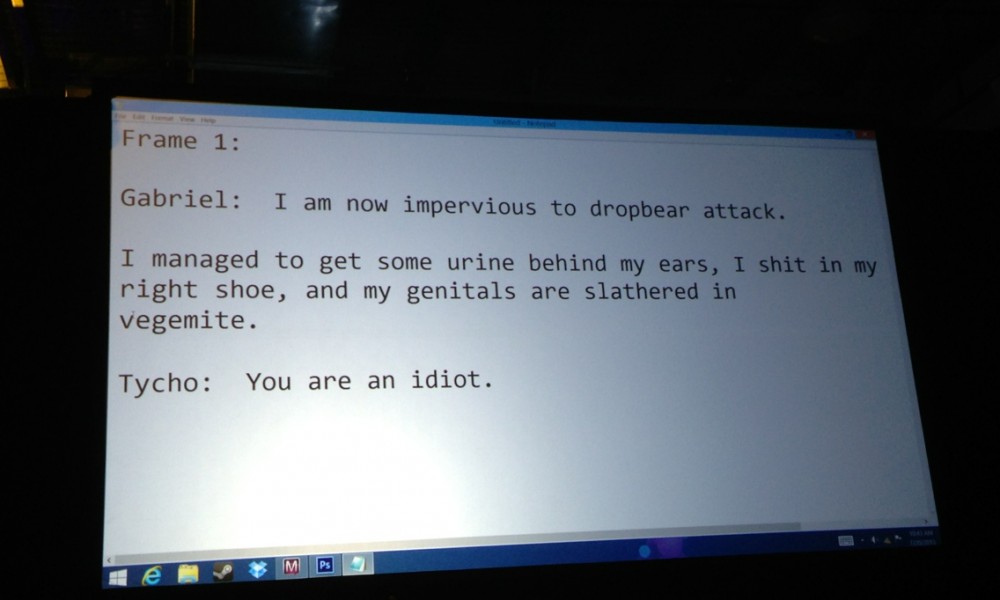 File Edit Format View Help
Untitled - Notepad
Frame 1:
Gabriel:  I am now impervious to dropbear attack.
I managed to get some urine behind my ears, I shit in my
right shoe, and my genitals are slathered in
vegemite.
Tycho:  You are an idiot.
M
Ps